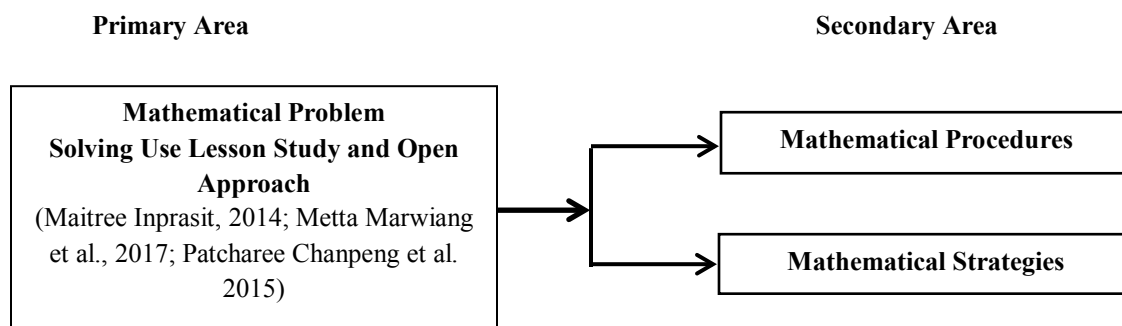 Primary Area
Secondary Area
Mathematical Problem
Solving Use Lesson Study and Open
Approach
(Maitree Inprasit, 2014; Metta Marwiang
et al., 2017; Patcharee Chanpeng et al.
2015)
Mathematical Procedures
Mathematical Strategies